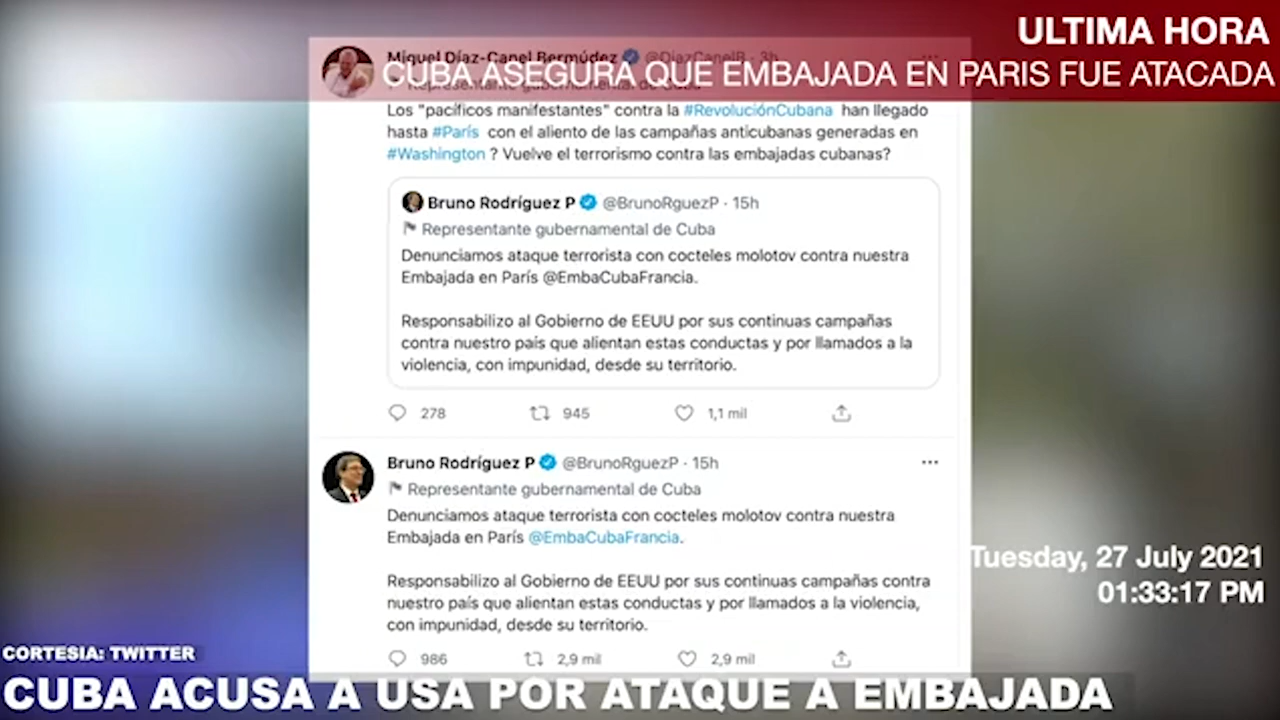 ULTIMA HORA
CUBA ASEGURA QUE EMBAJADA EN PARIS FUE ATACADA
Miguel Díaz-Canel Bermúdez @DiazCanelB · 3h
Representante gubernamental de Cuba
Los "pacíficos manifestantes" contra la #RevoluciónCubana han llegado
hasta #París con el aliento de las campañas anticubanas generadas en
#Washington ? Vuelve el terrorismo contra las embajadas cubanas?
Bruno Rodríguez P @BrunoRguezP · 15h
Representante gubernamental de Cuba
Denunciamos ataque terrorista con cocteles molotov contra nuestra
Embajada en París @EmbaCubaFrancia.
Responsabilizo al Gobierno de EEUU por sus continuas campañas
contra nuestro país que alientan estas conductas y por llamados a la
violencia, con impunidad, desde su territorio.
278 945 1,1 mil
Bruno Rodríguez P @BrunoRguezP · 15h
Representante gubernamental de Cuba
Denunciamos ataque terrorista con cocteles molotov contra nuestra
Embajada en París @EmbaCubaFrancia.
Responsabilizo al Gobierno de EEUU por sus continuas campañas contra
nuestro país que alientan estas conductas y por llamados a la violencia,
con impunidad, desde su territorio.
986 2,9 mil 2,9 mil
Tuesday, 27 July 2021
01:33:17 PM
CORTESIA: TWITTER
CUBA ACUSA A USA POR ATAQUE A EMBAJADA